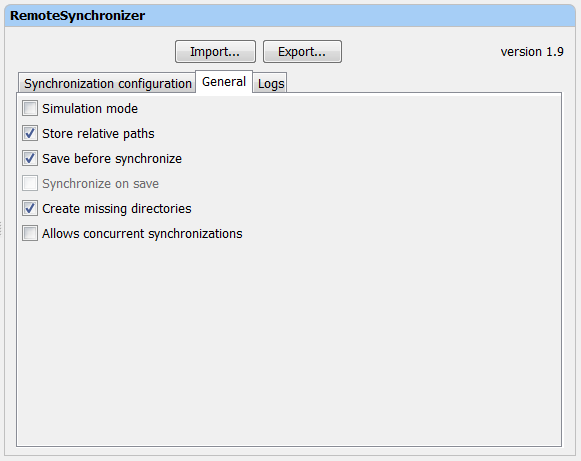 RemoteSynchronizer
Import... Export... version 1.9
Synchronization configuration General Logs
Simulation mode
Store relative paths
Save before synchronize
Synchronize on save
Create missing directories
Allows concurrent synchronizations